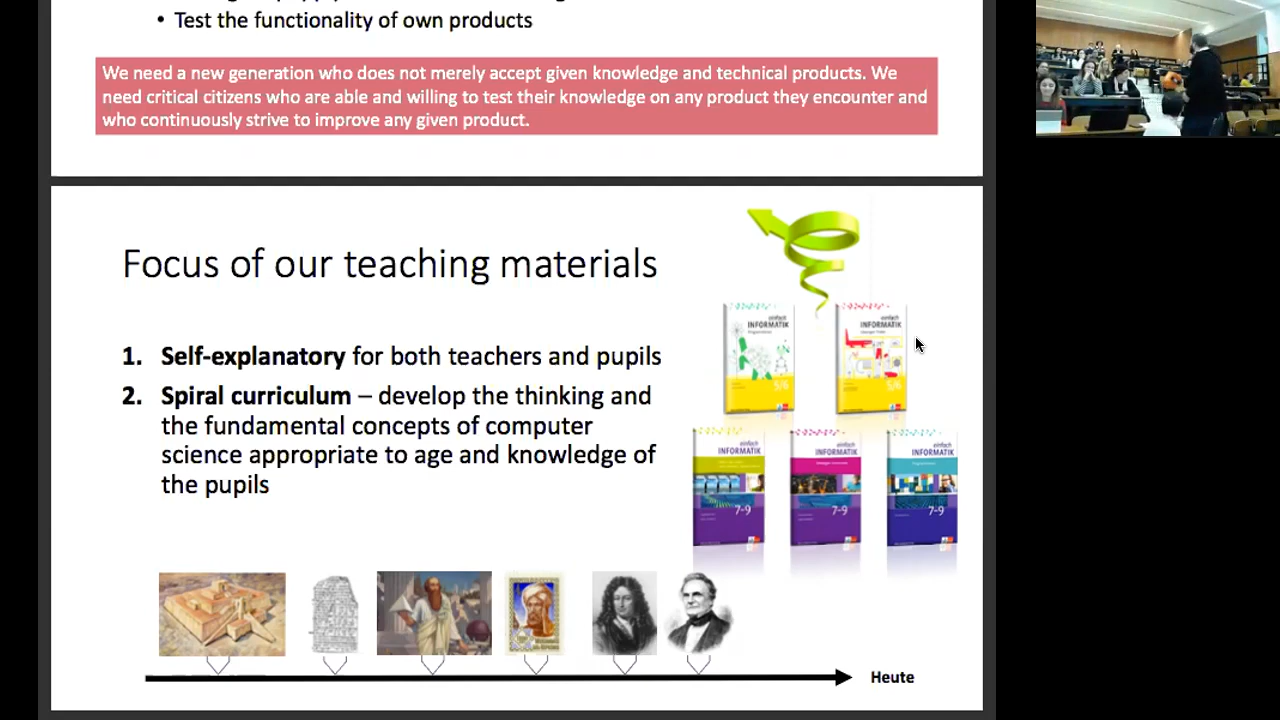 • Test the functionality of own products
We need a new generation who does not merely accept given knowledge and technical products. We
need critical citizens who are able and willing to test their knowledge on any product they encounter and
who continuously strive to improve any given product.
Focus of our teaching materials
1. Self-explanatory for both teachers and pupils
2. Spiral curriculum – develop the thinking and
the fundamental concepts of computer
science appropriate to age and knowledge of
the pupils
einfach
INFORMATIK
5/6
einfach
INFORMATIK
5/6
einfach
INFORMATIK
7-9
einfach
INFORMATIK
7-9
einfach
INFORMATIK
7-9
Heute